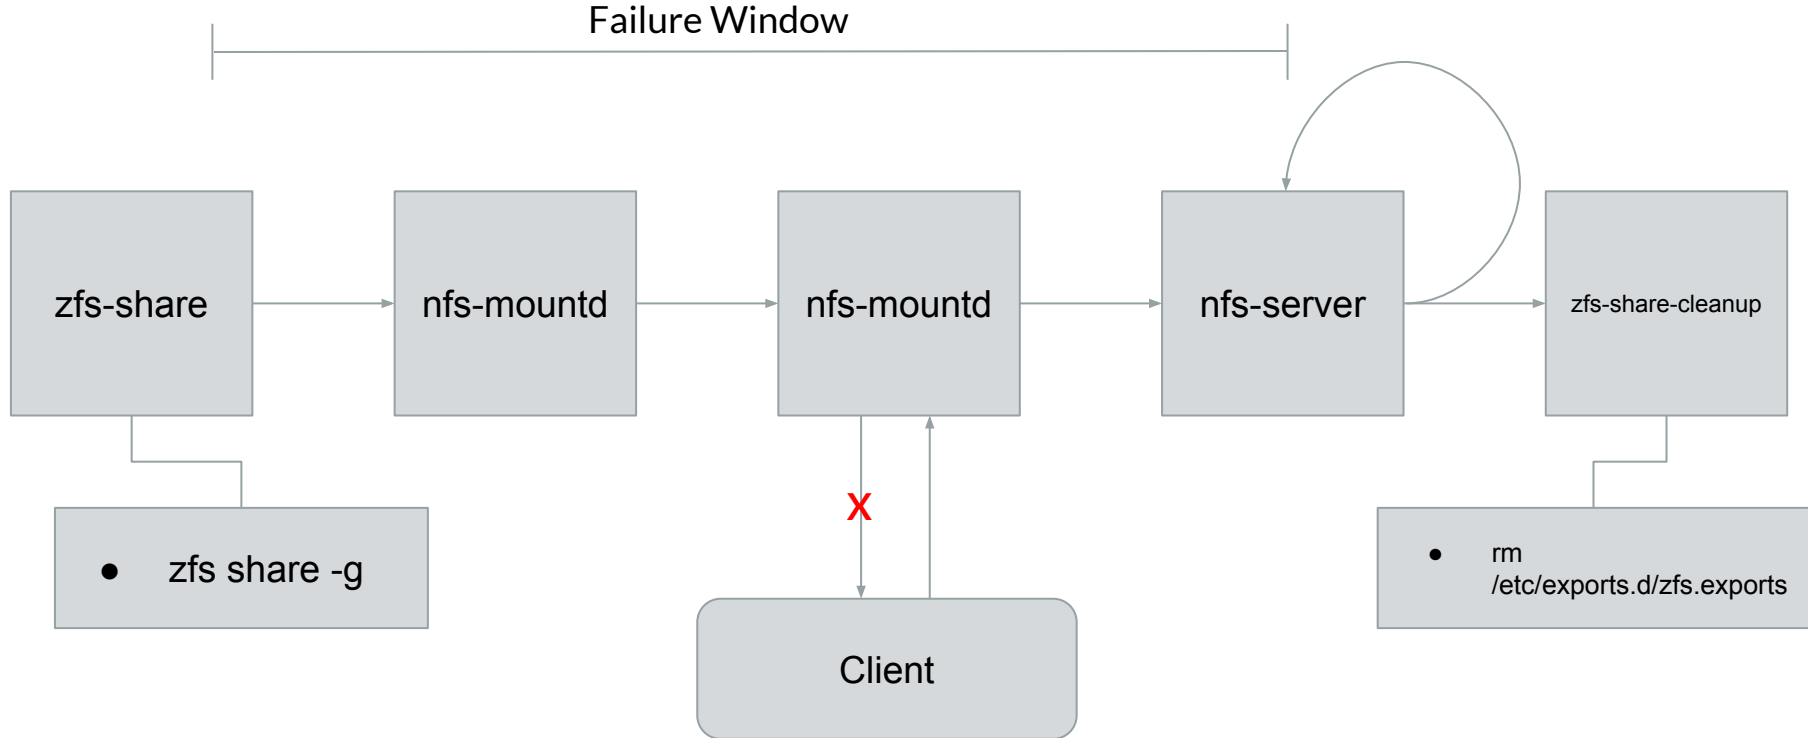 Failure Window
zfs-share
nfs-mountd
nfs-mountd
nfs-server
zfs-share-cleanup
X
● zfs share -g
● rm
/etc/exports.d/zfs.exports
Client